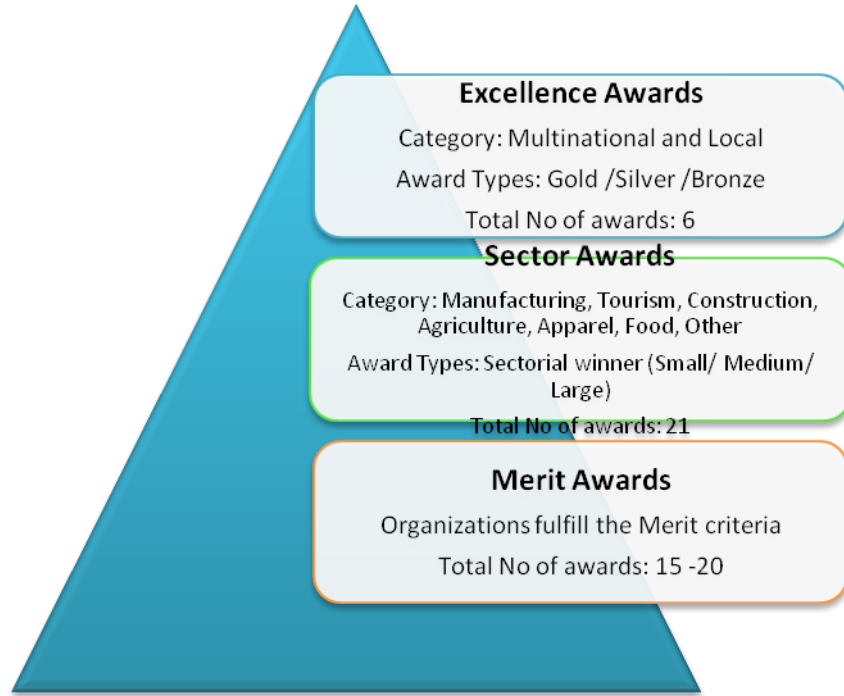 Excellence Awards
Category: Multinational and Local
Award Types: Gold /Silver /Bronze
Total No of awards: 6
Sector Awards
Category: Manufacturing, Tourism, Construction,
Agriculture, Apparel, Food, Other
Award Types: Sectorial winner (Small/ Medium/
Large)
Total No of awards: 21
Merit Awards
Organizations fulfill the Merit criteria
Total No of awards: 15 -20